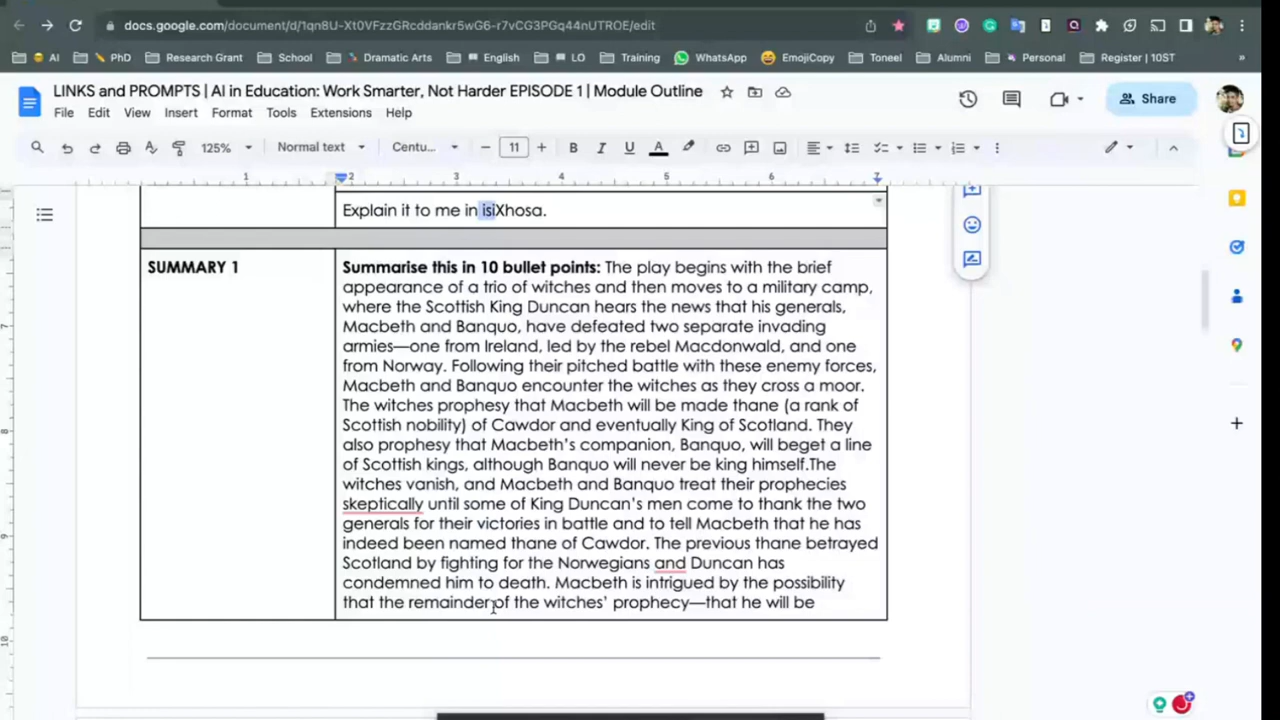 docs.google.com/document/d/1qn8U-Xt0VFzzGRcddankr5wG6-r7vCG3PGq44nUTROE/edit
AI PhD Research Grant School Dramatic Arts English LO Training WhatsApp EmojiCopy Toneel Alumni Personal Register | 10ST »
LINKS and PROMPTS | AI in Education: Work Smarter, Not Harder EPISODE 1 | Module Outline
File Edit View Insert Format Tools Extensions Help
Share
125% Normal text Centu... 11 B I U A
1 2 3 4 5 6 7
Explain it to me in isiXhosa.
SUMMARY 1
Summarise this in 10 bullet points: The play begins with the brief
appearance of a trio of witches and then moves to a military camp,
where the Scottish King Duncan hears the news that his generals,
Macbeth and Banquo, have defeated two separate invading
armies—one from Ireland, led by the rebel Macdonwald, and one
from Norway. Following their pitched battle with these enemy forces,
Macbeth and Banquo encounter the witches as they cross a moor.
The witches prophesy that Macbeth will be made thane (a rank of
Scottish nobility) of Cawdor and eventually King of Scotland. They
also prophesy that Macbeth's companion, Banquo, will beget a line
of Scottish kings, although Banquo will never be king himself.The
witches vanish, and Macbeth and Banquo treat their prophecies
skeptically until some of King Duncan's men come to thank the two
generals for their victories in battle and to tell Macbeth that he has
indeed been named thane of Cawdor. The previous thane betrayed
Scotland by fighting for the Norwegians and Duncan has
condemned him to death. Macbeth is intrigued by the possibility
that the remainder of the witches' prophecy—that he will be
7
8
9
10